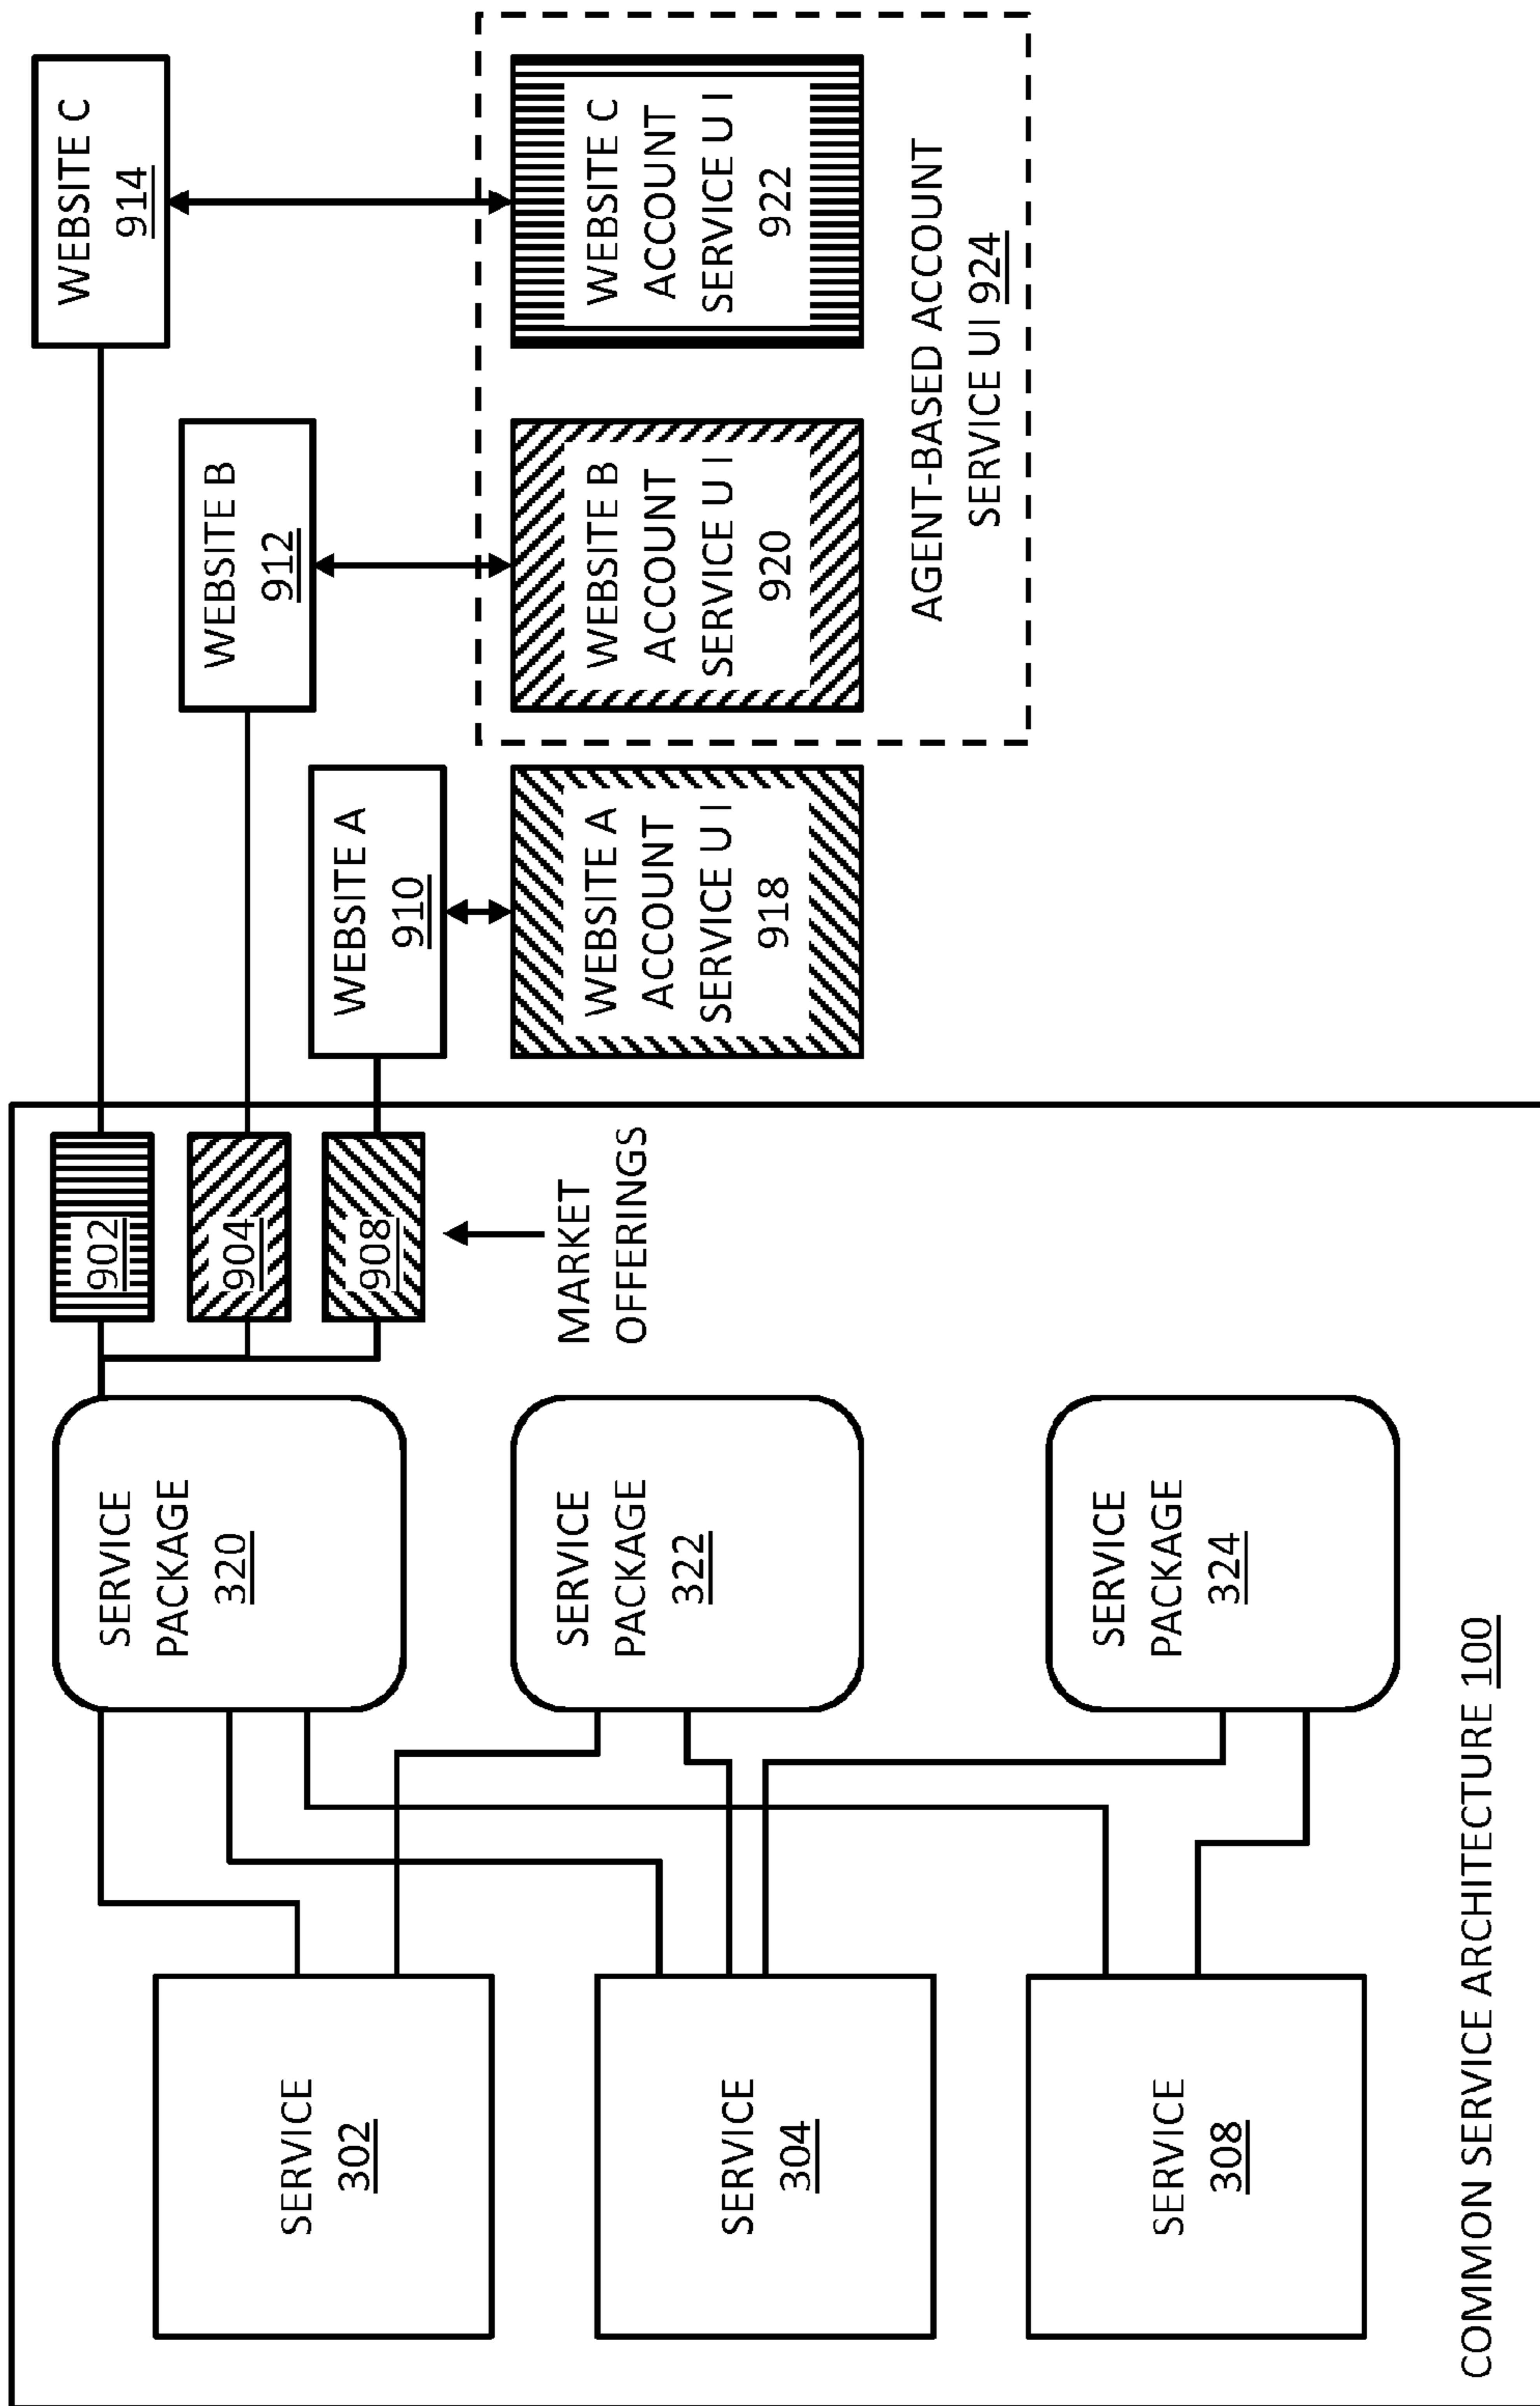 SERVICE
302
SERVICE
304
SERVICE
308
SERVICE
PACKAGE
320
SERVICE
PACKAGE
322
SERVICE
PACKAGE
324
902
904
908
MARKET
OFFERINGS
COMMON SERVICE ARCHITECTURE 100
WEBSITE A
910
WEBSITE B
912
WEBSITE C
914
WEBSITE A
ACCOUNT
SERVICE U I
918
WEBSITE B
ACCOUNT
SERVICE U I
920
WEBSITE C
ACCOUNT
SERVICE U I
922
AGENT-BASED ACCOUNT
SERVICE UI 924